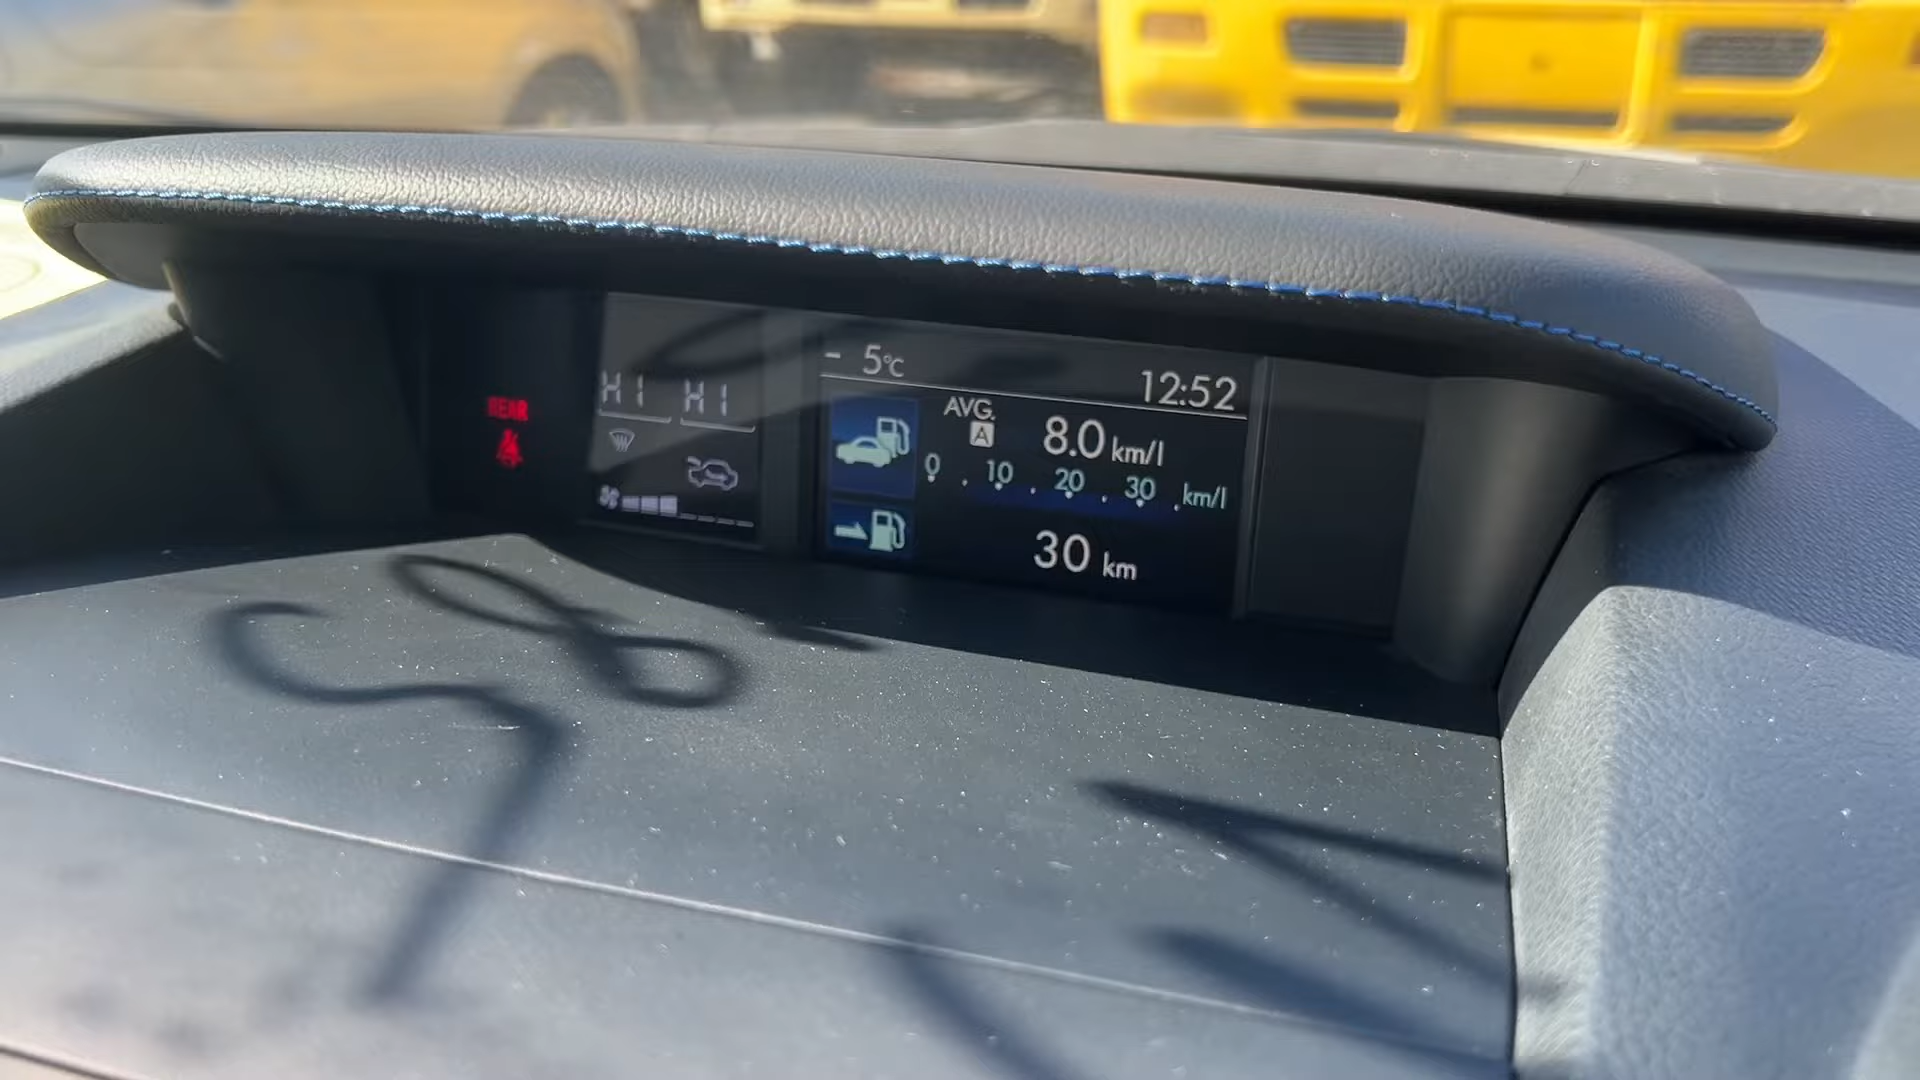 REAR
HI HI
- 5°C
12:52
AVG.
A
8.0 km/l
0 . 10 . 20 . 30 . km/l
30 km